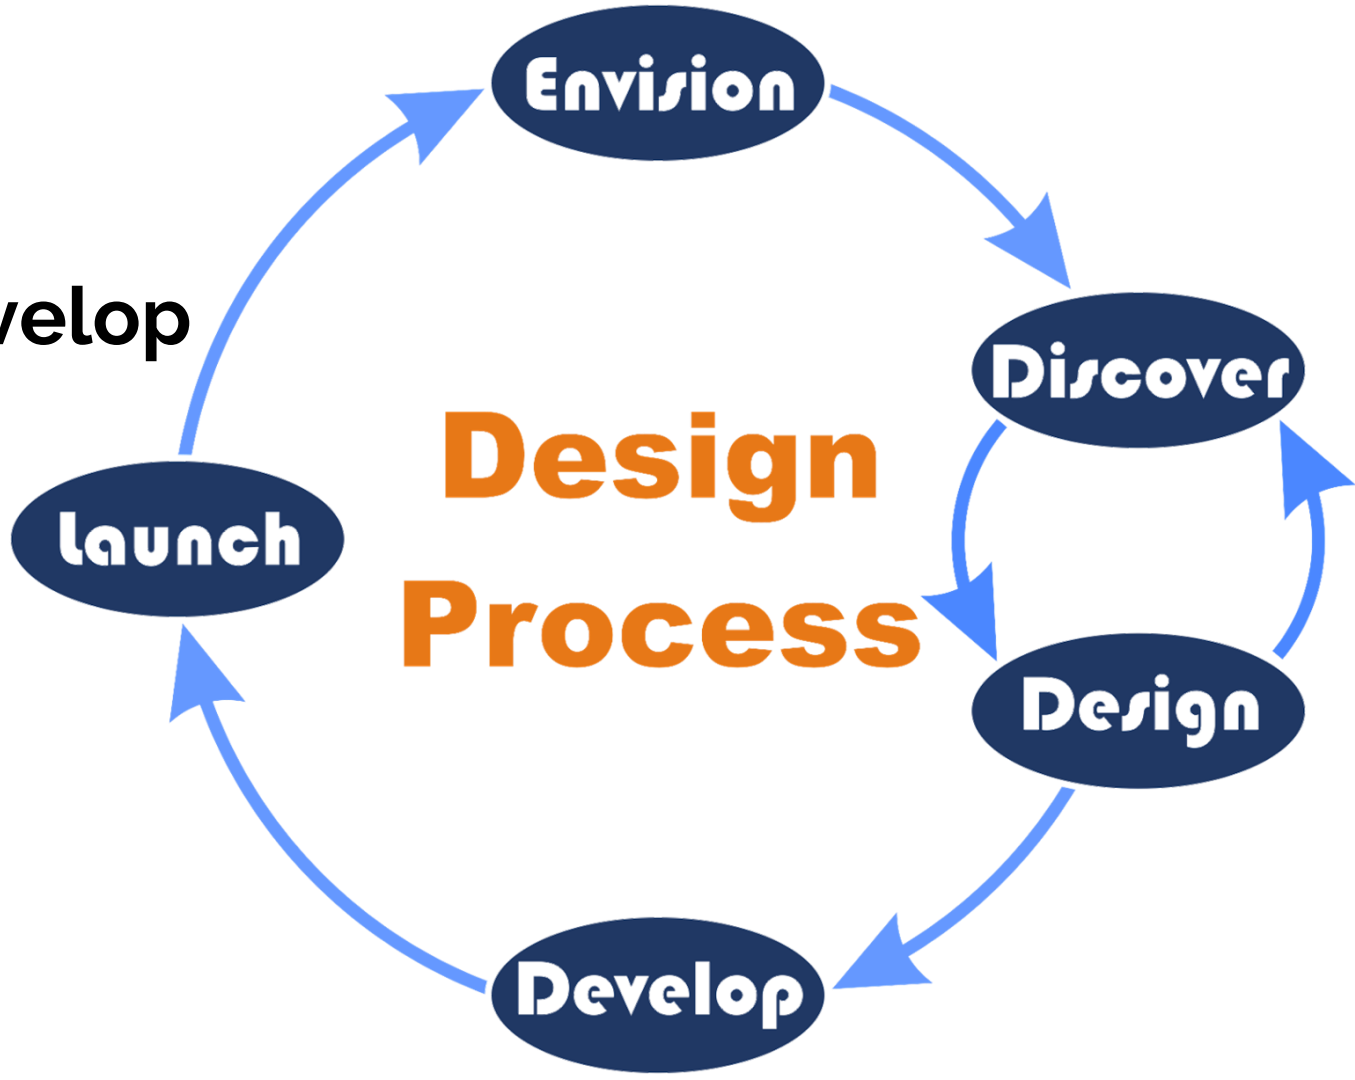 Envision
velop
Discover
Design
Process
Launch
Design
Develop